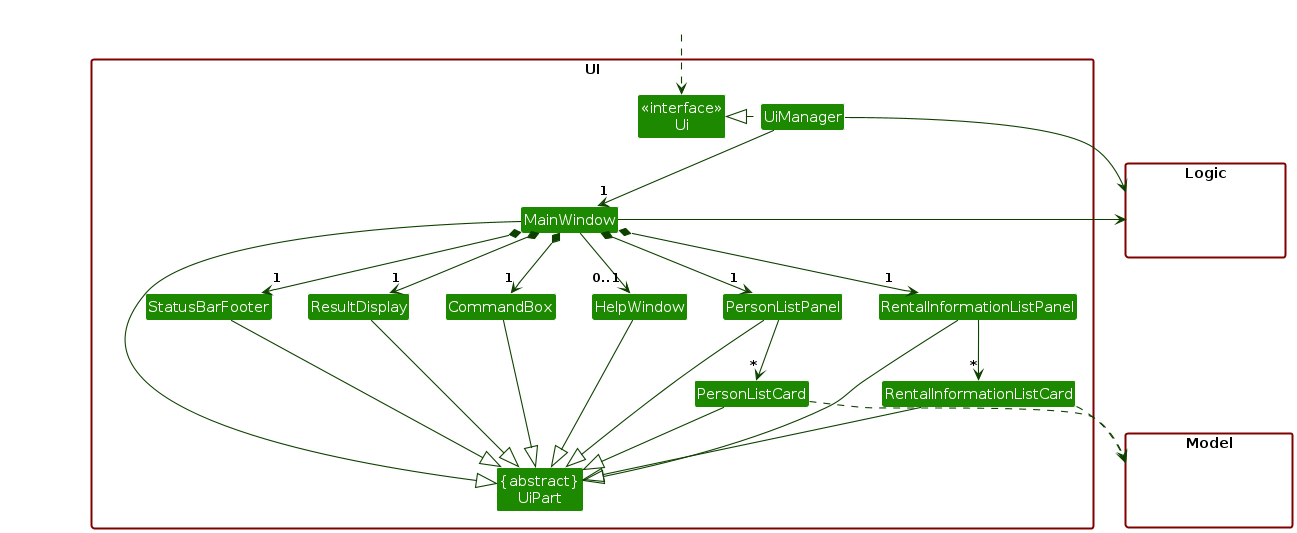 UI
«interface»
Ui
UiManager
Logic
1
MainWindow
1
1
1
0..1
1
1
StatusBarFooter
ResultDisplay
CommandBox
HelpWindow
PersonListPanel
RentalInformationListPanel
*
*
PersonListCard
RentalInformationListCard
Model
{abstract}
UiPart